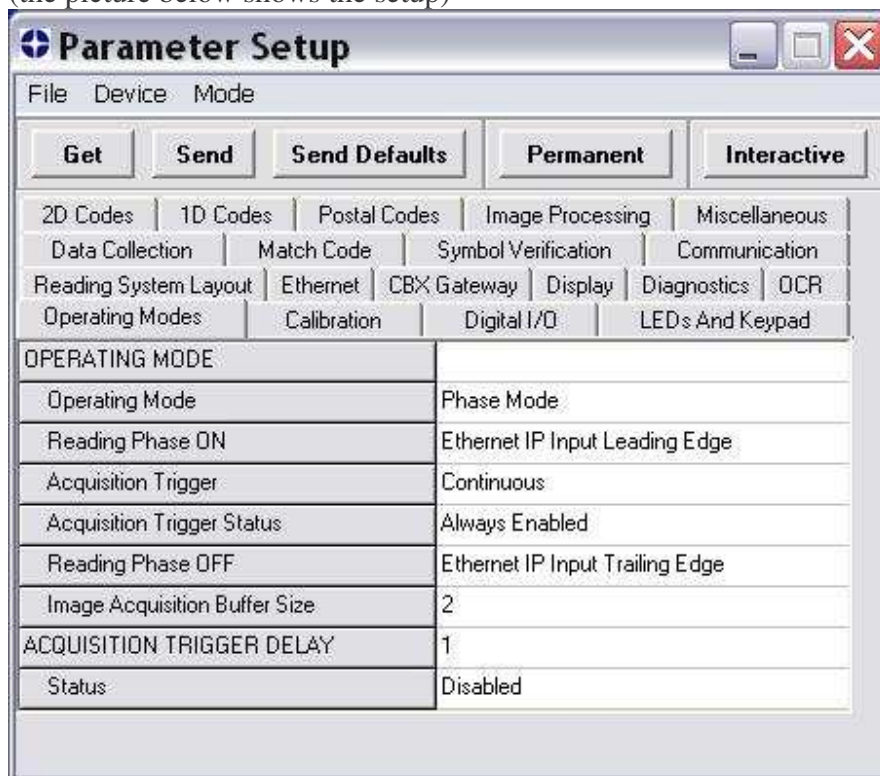 (the picture below shows the setup)
Parameter Setup
File Device Mode
Get Send Send Defaults Permanent Interactive
2D Codes 1D Codes Postal Codes Image Processing Miscellaneous
Data Collection Match Code Symbol Verification Communication
Reading System Layout Ethernet CBX Gateway Display Diagnostics OCR
Operating Modes Calibration Digital I/O LEDs And Keypad
OPERATING MODE
Operating Mode Phase Mode
Reading Phase ON Ethernet IP Input Leading Edge
Acquisition Trigger Continuous
Acquisition Trigger Status Always Enabled
Reading Phase OFF Ethernet IP Input Trailing Edge
Image Acquisition Buffer Size 2
ACQUISITION TRIGGER DELAY 1
Status Disabled